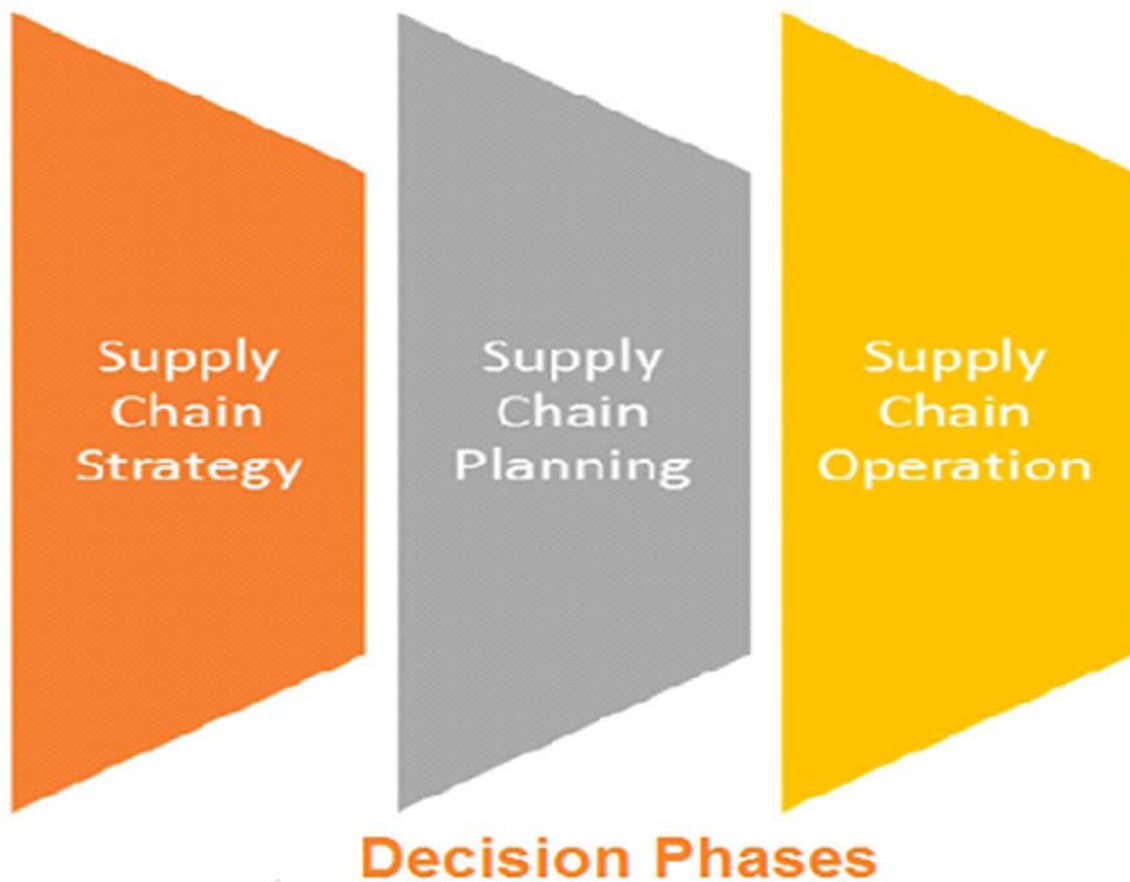 Supply
Chain
Strategy
Supply
Chain
Planning
Supply
Chain
Operation
Decision Phases